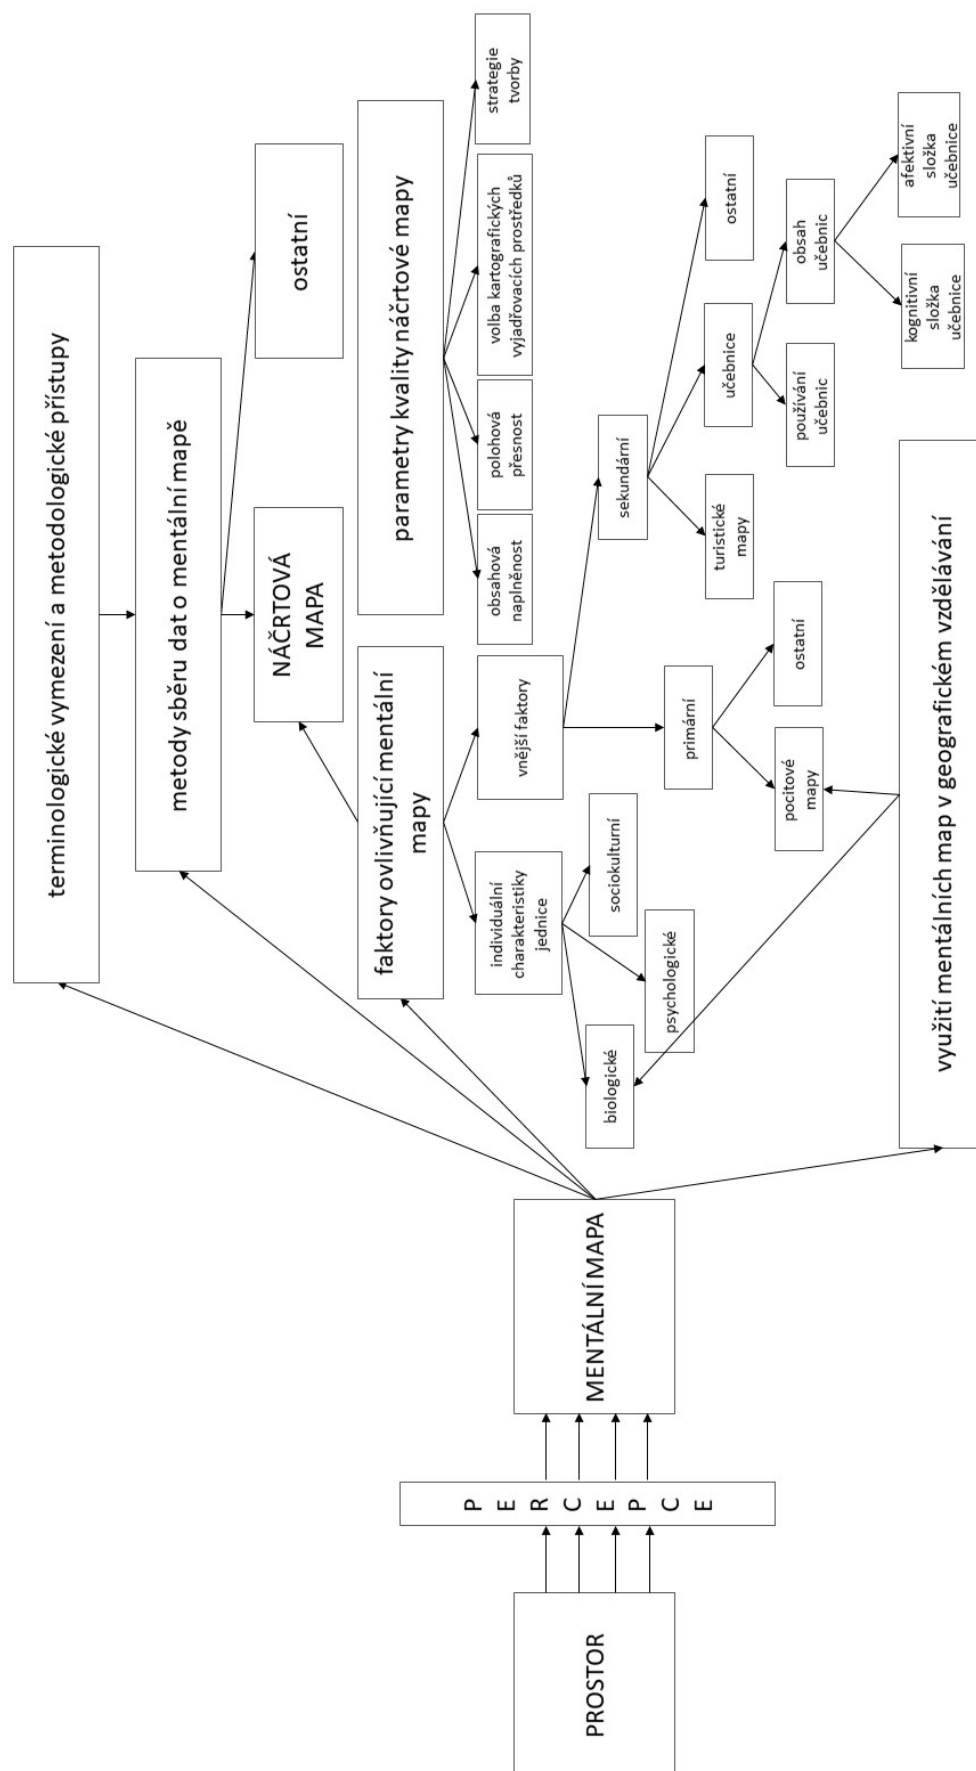 terminologické vymezení a metodologické přístupy
metody sběru dat o mentální mapě
NÁČRTOVÁ
MAPA
ostatní
faktory ovlivňující mentální
mapy
parametry kvality náčrtové mapy
individuální
charakteristiky
jednice
vnější faktory
obsahová
naplněnost
polohová
přesnost
volba kartografických
vyjadřovacích prostředků
strategie
tvorby
PROSTOR
P
E
R
C
E
P
C
E
MENTÁLNÍ MAPA
biologické
psychologické
sociokulturní
primární
sekundární
pocitové
mapy
ostatní
turistické
mapy
učebnice
ostatní
používání
učebnic
obsah
učebnic
kognitivní
složka
učebnice
afektivní
složka
učebnice
využití mentálních map v geografickém vzdělávání